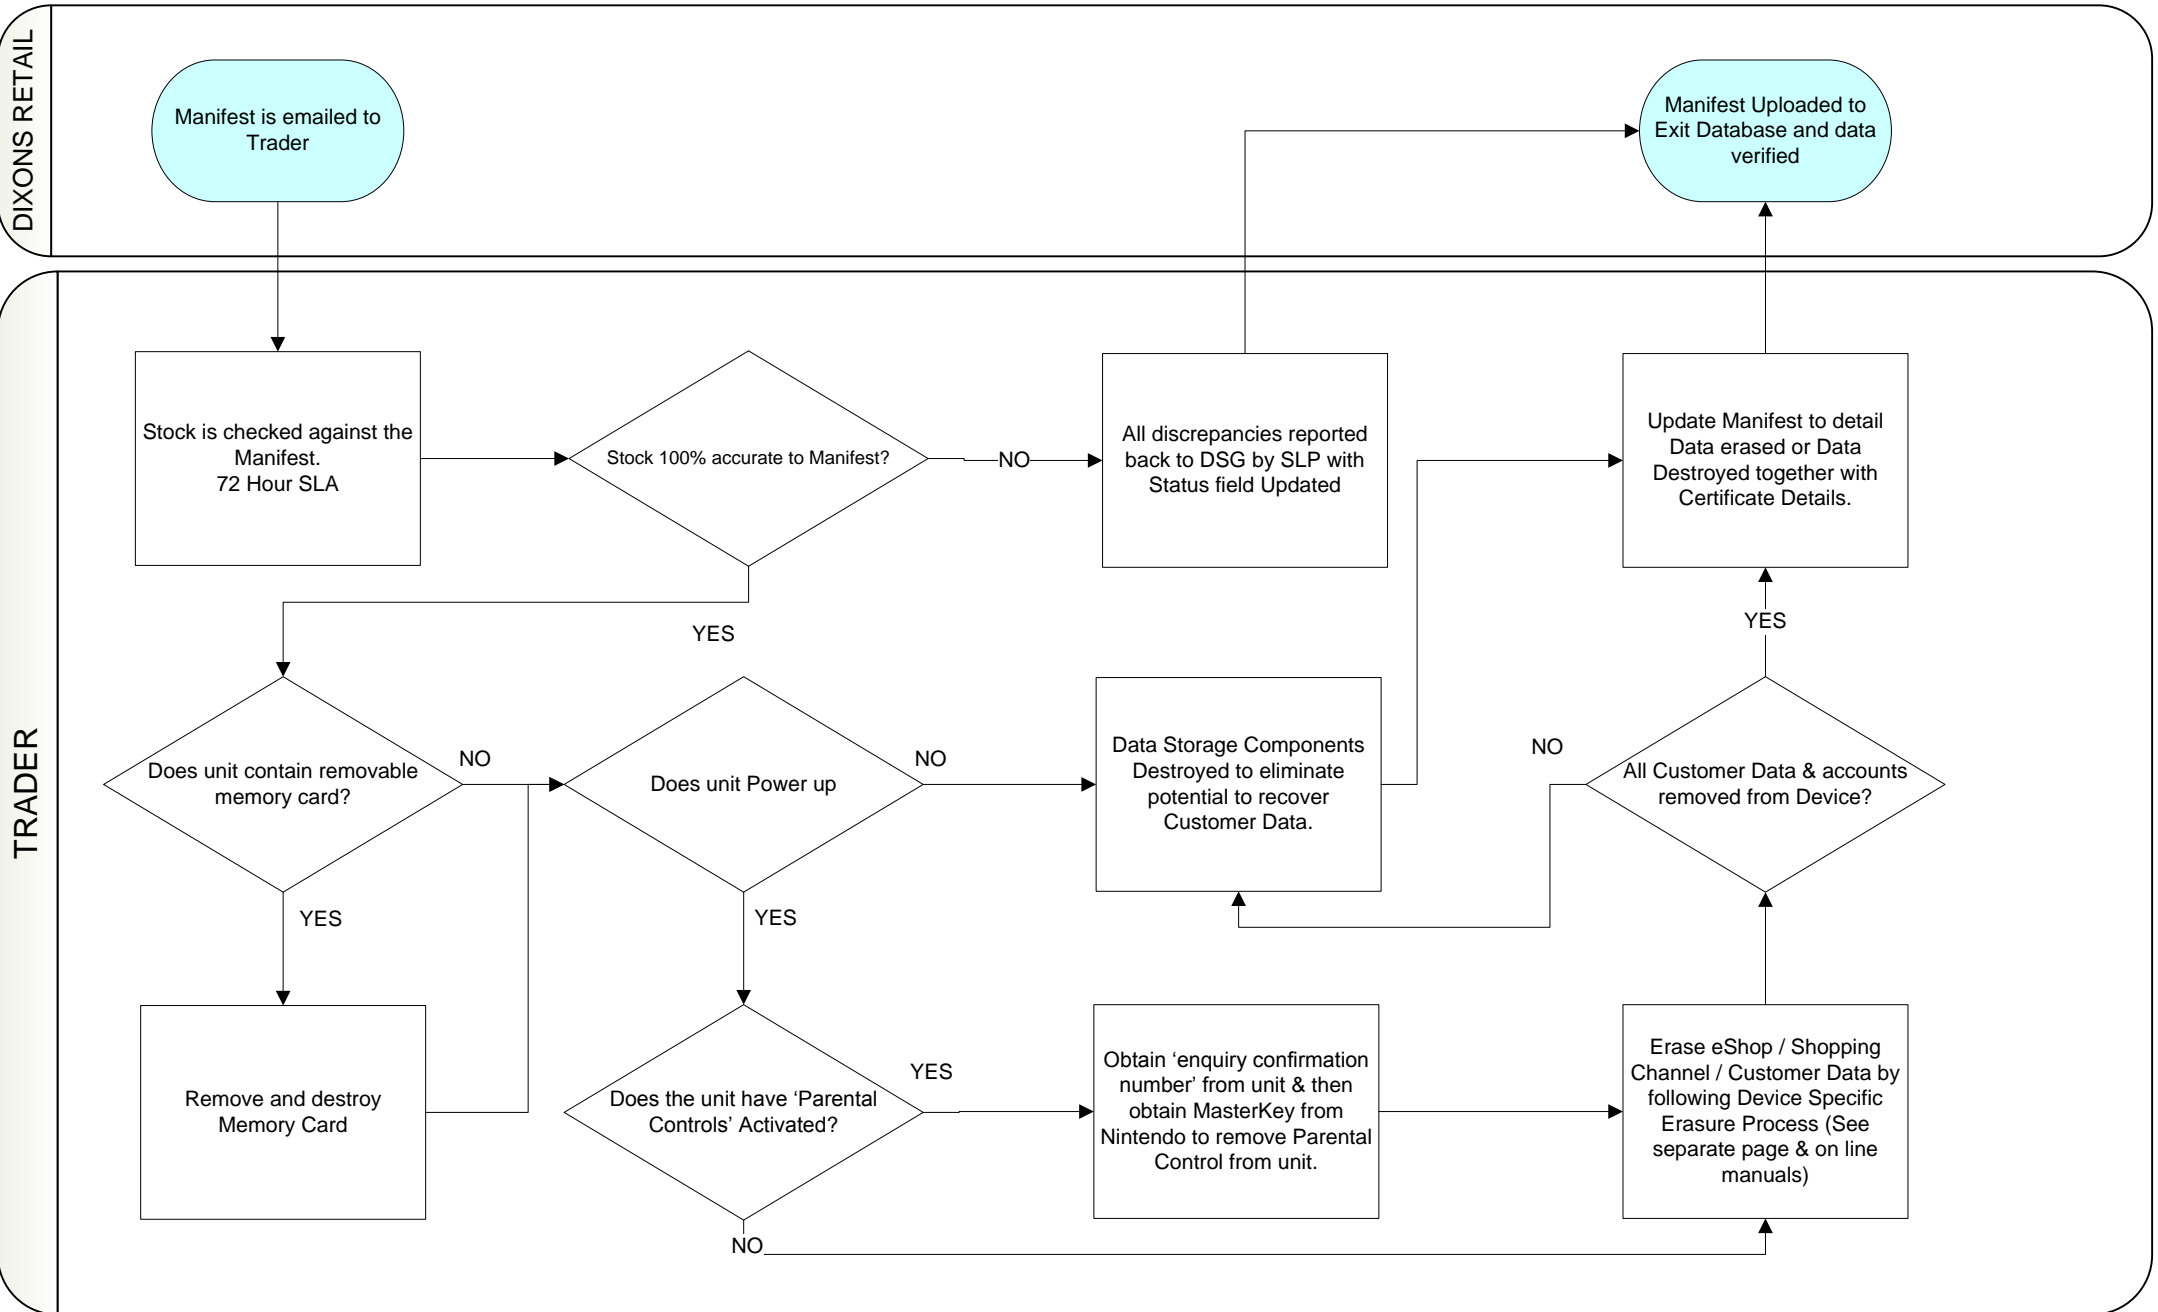 DIXONS RETAIL
Manifest is emailed to
Trader
Manifest Uploaded to
Exit Database and data
verified
TRADER
Stock is checked against the
Manifest.
72 Hour SLA
Stock 100% accurate to Manifest?
NO
All discrepancies reported
back to DSG by SLP with
Status field Updated
Update Manifest to detail
Data erased or Data
Destroyed together with
Certificate Details.
YES
YES
Does unit contain removable
memory card?
NO
Does unit Power up
NO
Data Storage Components
Destroyed to eliminate
potential to recover
Customer Data.
NO
All Customer Data & accounts
removed from Device?
YES
YES
Remove and destroy
Memory Card
Does the unit have ‘Parental
Controls’ Activated?
YES
Obtain ‘enquiry confirmation
number’ from unit & then
obtain MasterKey from
Nintendo to remove Parental
Control from unit.
Erase eShop / Shopping
Channel / Customer Data by
following Device Specific
Erasure Process (See
separate page & on line
manuals)
NO